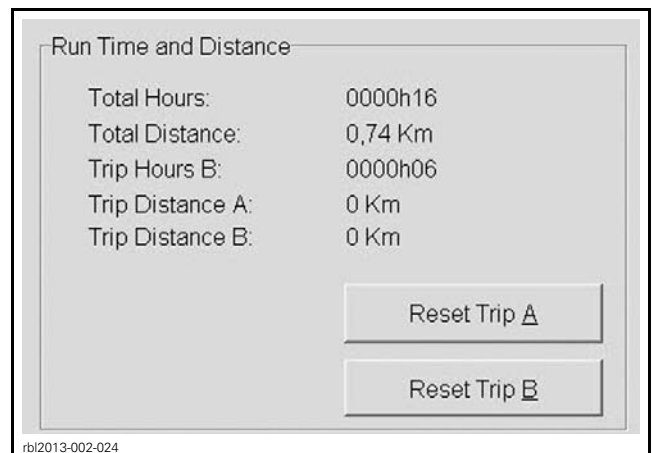 Run Time and Distance
Total Hours: 0000h16
Total Distance: 0,74 Km
Trip Hours B: 0000h06
Trip Distance A: 0 Km
Trip Distance B: 0 Km
Reset Trip A
Reset Trip B
rbl2013-002-024